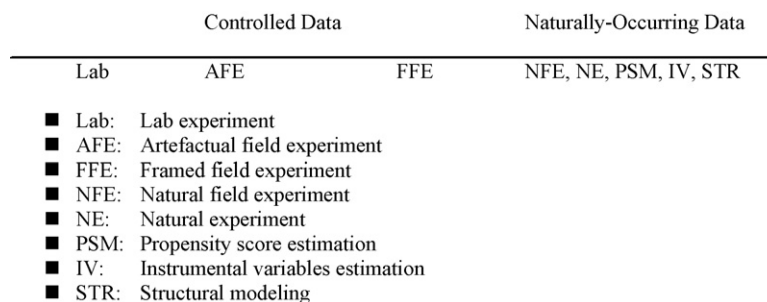 Controlled Data Naturally-Occurring Data
Lab AFE FFE NFE, NE, PSM, IV, STR
■ Lab: Lab experiment
■ AFE: Artefactual field experiment
■ FFE: Framed field experiment
■ NFE: Natural field experiment
■ NE: Natural experiment
■ PSM: Propensity score estimation
■ IV: Instrumental variables estimation
■ STR: Structural modeling